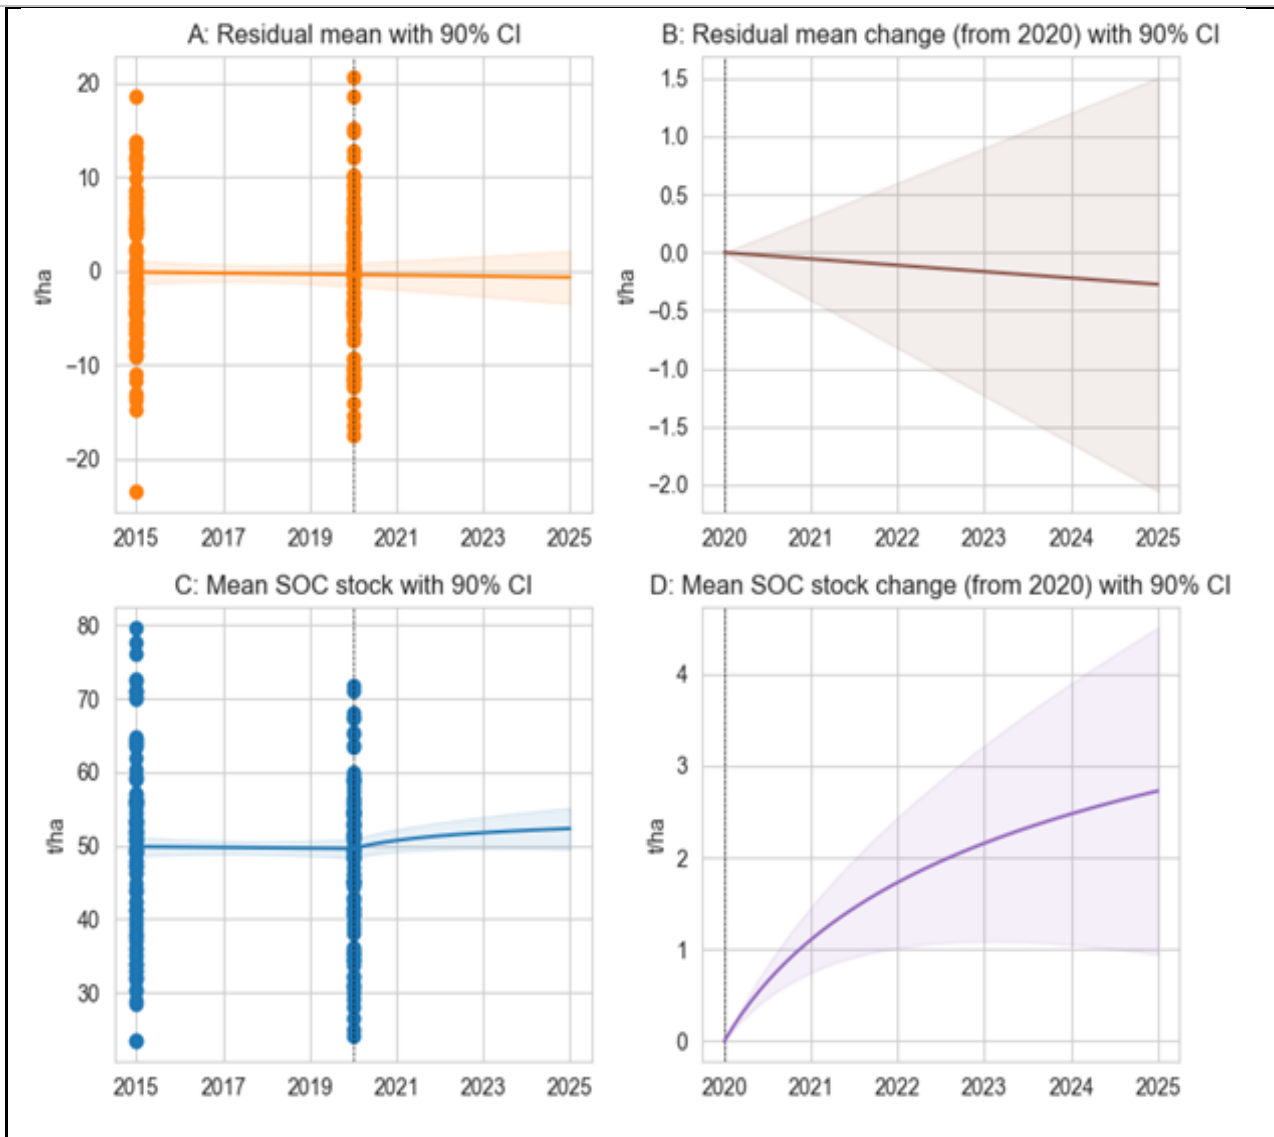 A: Residual mean with 90% CI
20
10
0
−10
−20
t/ha
2015 2017 2019 2021 2023 2025
B: Residual mean change (from 2020) with 90% CI
1.5
1.0
0.5
0.0
−0.5
−1.0
−1.5
−2.0
t/ha
2020 2021 2022 2023 2024 2025
C: Mean SOC stock with 90% CI
80
70
60
50
40
30
t/ha
2015 2017 2019 2021 2023 2025
D: Mean SOC stock change (from 2020) with 90% CI
4
3
2
1
0
t/ha
2020 2021 2022 2023 2024 2025